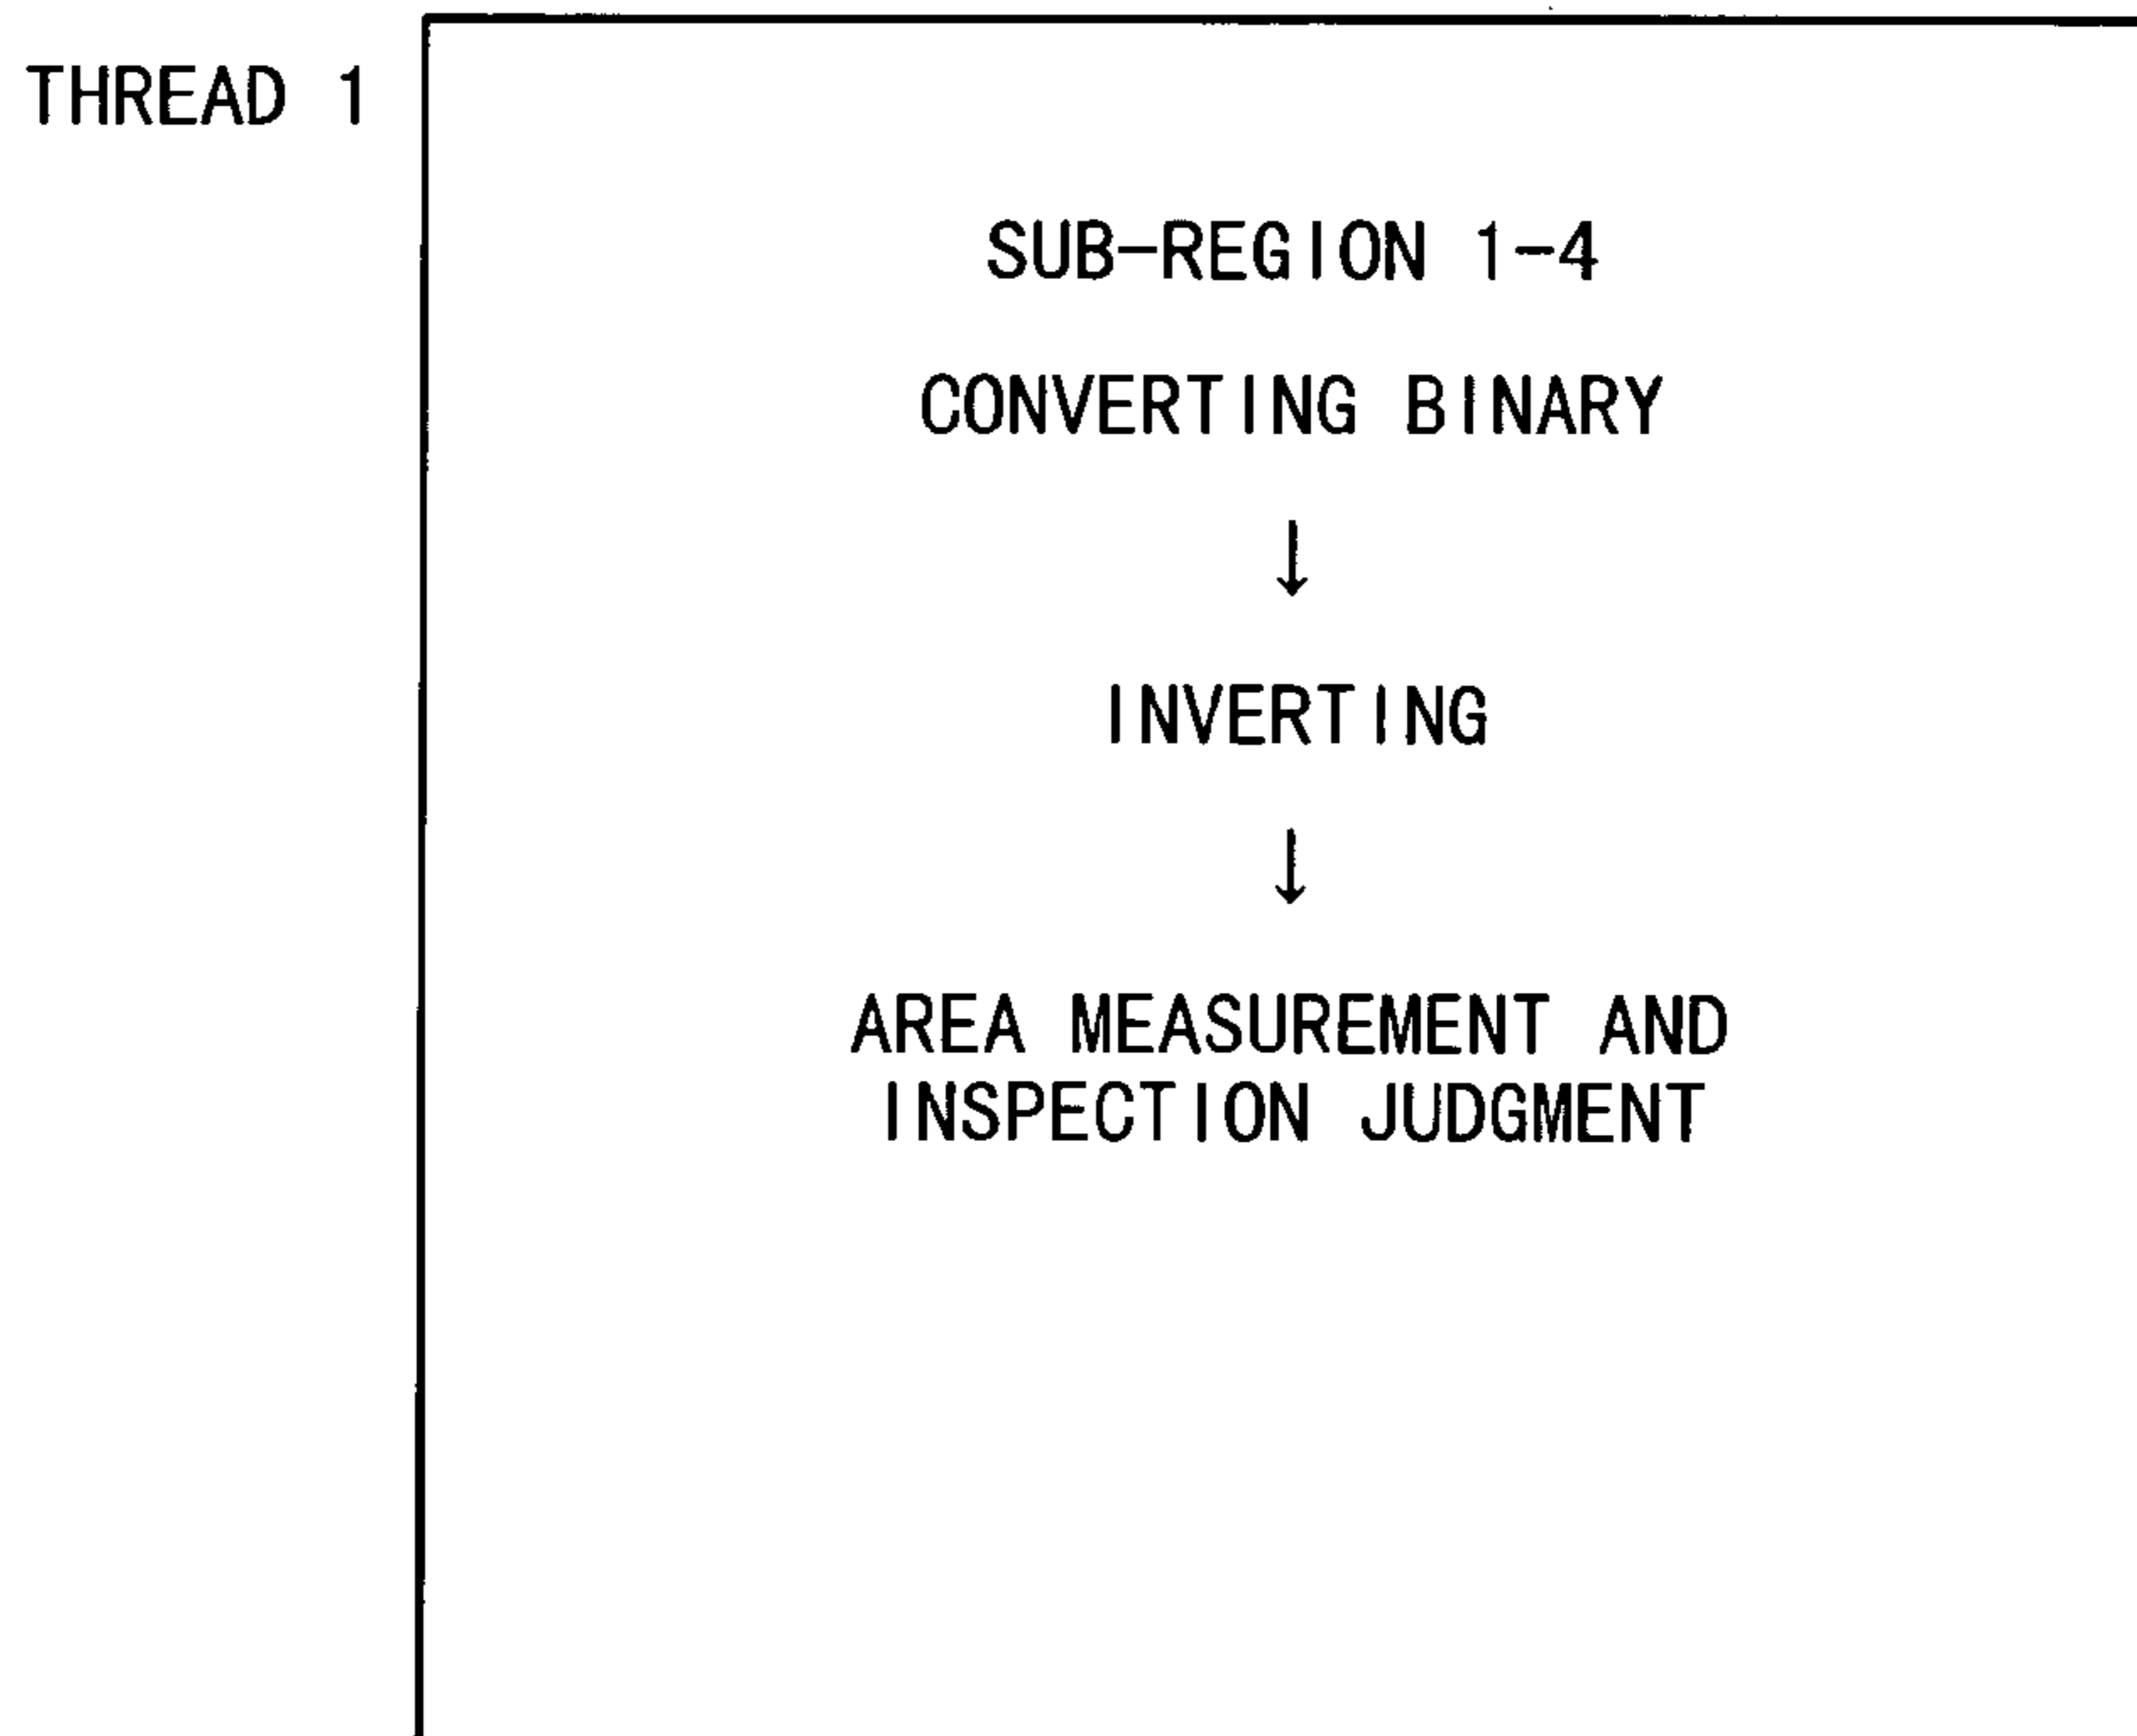 THREAD 1
SUB-REGION 1-4
CONVERTING BINARY
↓
INVERTING
↓
AREA MEASUREMENT AND
INSPECTION JUDGMENT